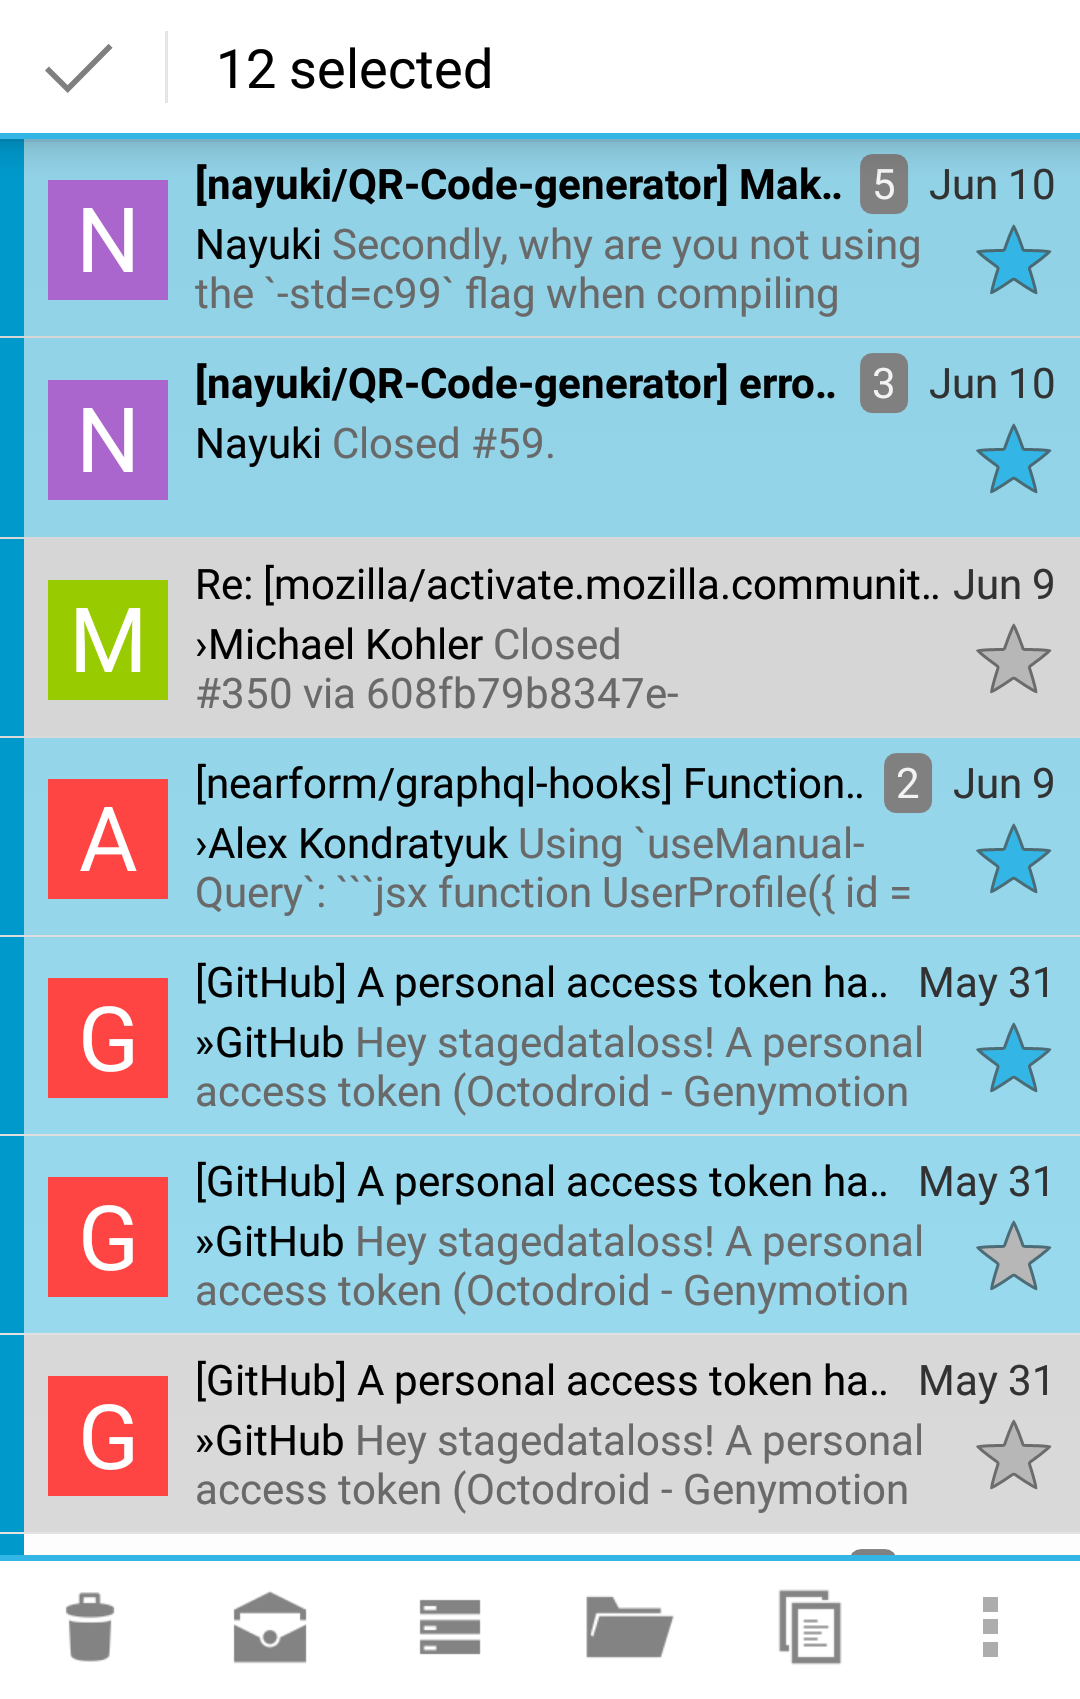 12 selected
[nayuki/QR-Code-generator] Mak.. 5 Jun 10
N
Nayuki Secondly, why are you not using
the `-std=c99` flag when compiling
[nayuki/QR-Code-generator] erro.. 3 Jun 10
N
Nayuki Closed #59.
Re: [mozilla/activate.mozilla.communit.. Jun 9
M
›Michael Kohler Closed
#350 via 608fb79b8347e-
[nearform/graphql-hooks] Function.. 2 Jun 9
A
›Alex Kondratyuk Using `useManual-
Query`: ```jsx function UserProfile({ id =
[GitHub] A personal access token ha.. May 31
G
»GitHub Hey stagedataloss! A personal
access token (Octodroid - Genymotion
[GitHub] A personal access token ha.. May 31
G
»GitHub Hey stagedataloss! A personal
access token (Octodroid - Genymotion
[GitHub] A personal access token ha.. May 31
G
»GitHub Hey stagedataloss! A personal
access token (Octodroid - Genymotion